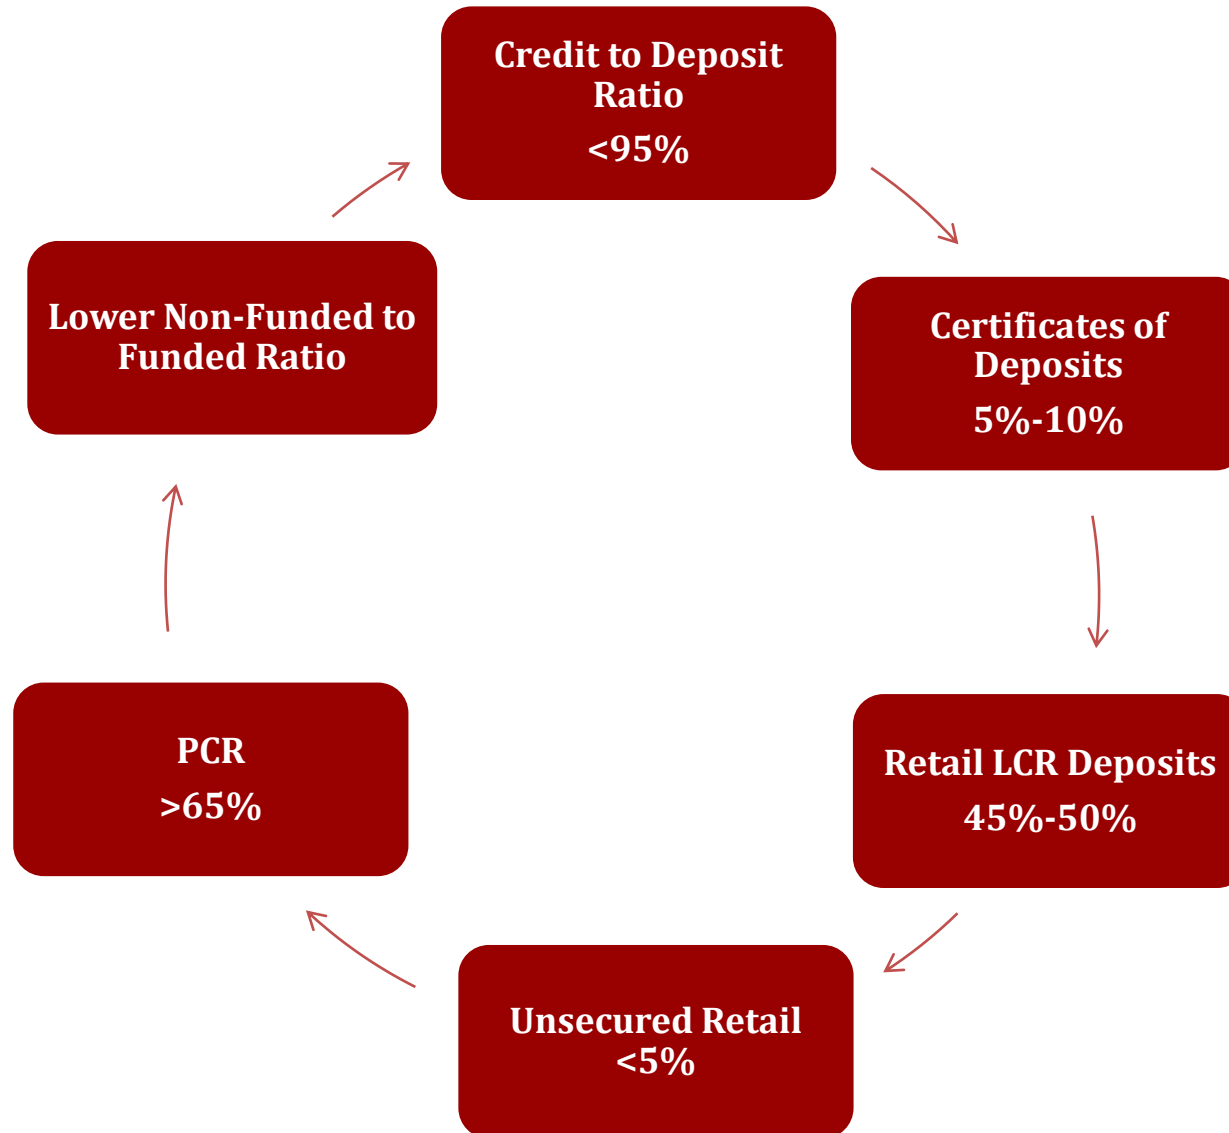 Credit to Deposit
Ratio
<95%
Certificates of
Deposits
5%-10%
Retail LCR Deposits
45%-50%
Unsecured Retail
<5%
PCR
>65%
Lower Non-Funded to
Funded Ratio